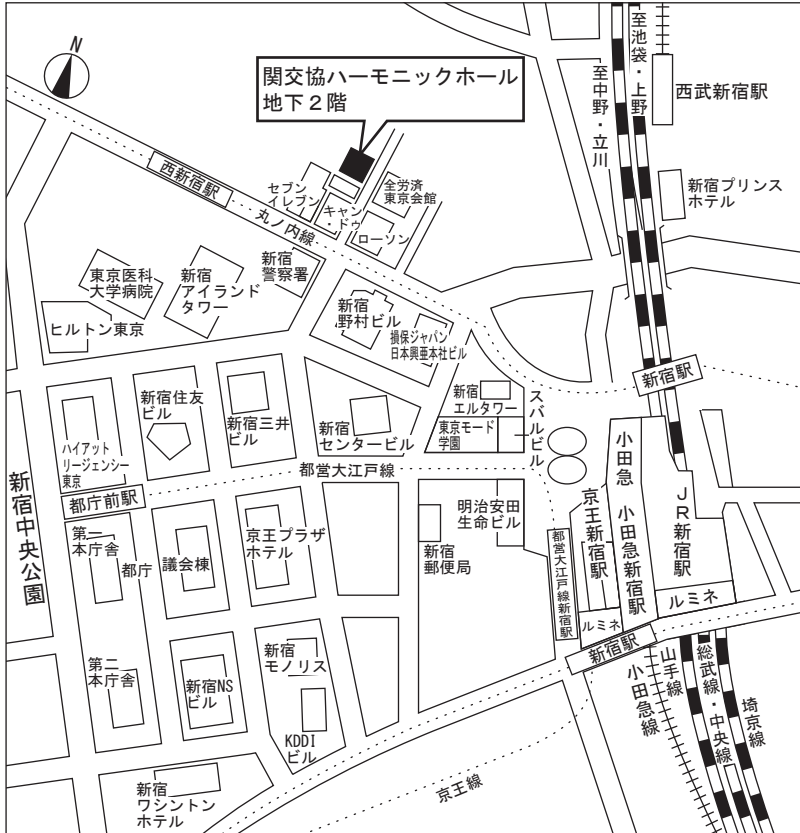 N
関交協ハーモニックホール
地下２階
至池袋・上野
至中野・立川
西武新宿駅
新宿プリンス
ホテル
西新宿駅
丸ノ内線
セブン
イレブン
キャン
・ドゥ
全労済
東京会館
ローソン
新宿
警察署
東京医科
大学病院
新宿
アイランド
タワー
ヒルトン東京
新宿
野村ビル
損保ジャパン
日本興亜本社ビル
新宿駅
新宿
エルタワー
東京モード
学園
スバルビル
新宿住友
ビル
新宿三井
ビル
新宿
センタービル
ハイアット
リージェンシー
東京
都営大江戸線
都庁前駅
新宿中央公園
第一
本庁舎
都庁
議会棟
京王プラザ
ホテル
明治安田
生命ビル
新宿
郵便局
都営大江戸線新宿駅
京王新宿駅
小田急
小田急新宿駅
ＪＲ新宿駅
ルミネ
ルミネ
新宿駅
第二
本庁舎
新宿NS
ビル
新宿
モノリス
KDDI
ビル
新宿
ワシントン
ホテル
京王線
小田急線
山手線
総武線・中央線
埼京線